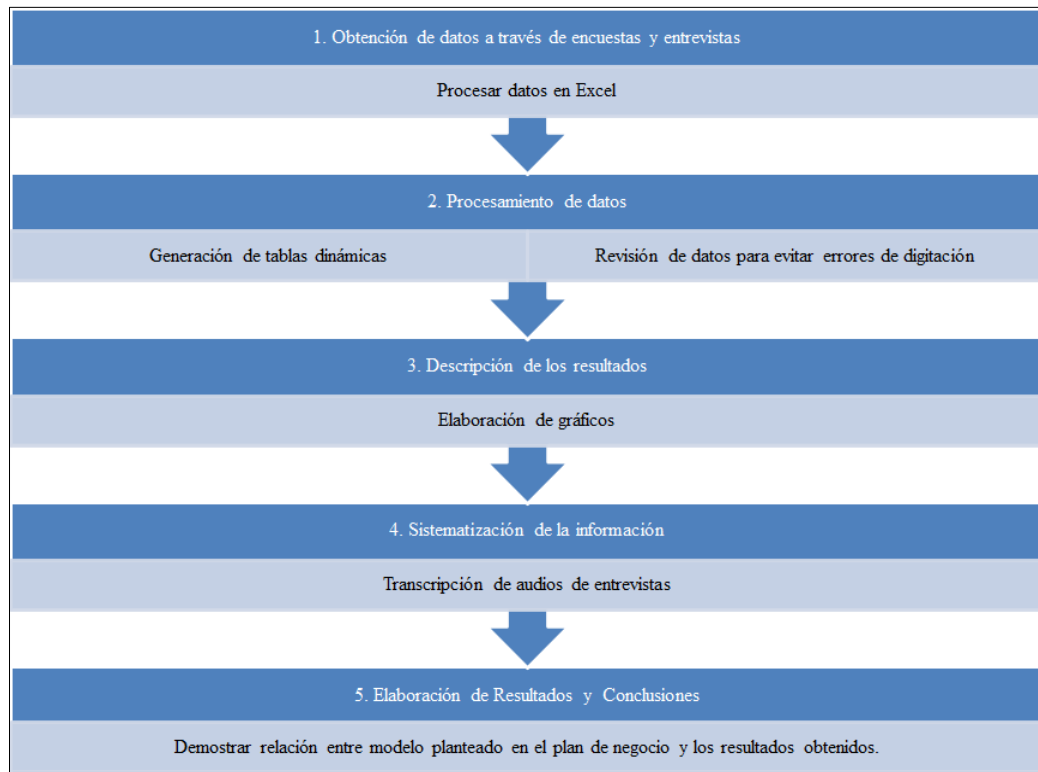 1. Obtención de datos a través de encuestas y entrevistas
Procesar datos en Excel
2. Procesamiento de datos
Generación de tablas dinámicas
Revisión de datos para evitar errores de digitación
3. Descripción de los resultados
Elaboración de gráficos
4. Sistematización de la información
Transcripción de audios de entrevistas
5. Elaboración de Resultados y Conclusiones
Demostrar relación entre modelo planteado en el plan de negocio y los resultados obtenidos.